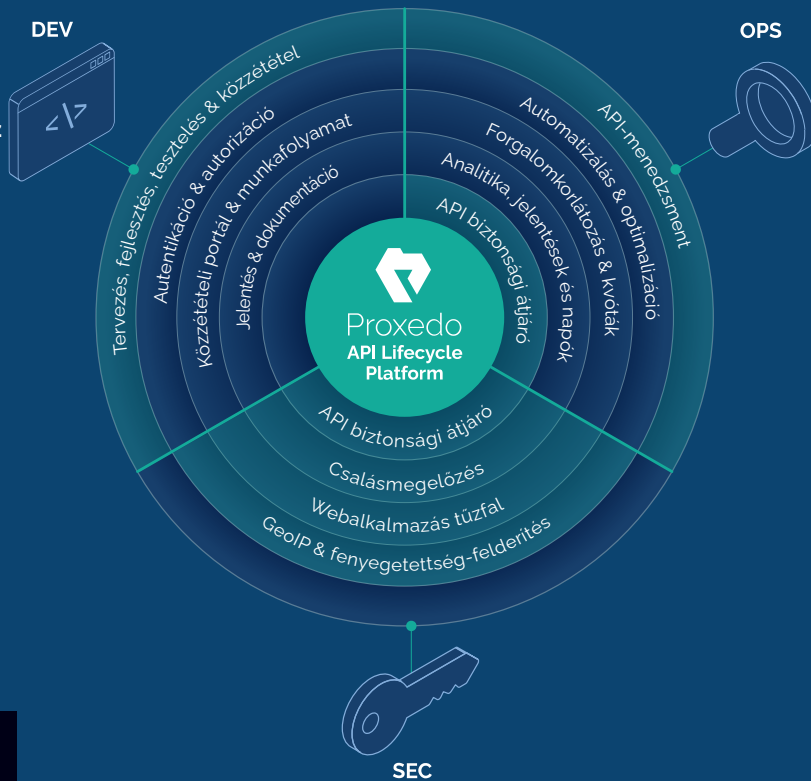 DEV
OPS
Tervezés, fejlesztés, tesztelés & közzététel
Autentikáció & autorizáció
Közzétételi portál & munkafolyamat
Jelentés & dokumentáció
API-menedzsment
Automatizálás & optimalizáció
Forgalomkorlátozás & kvóták
Analitika, jelentések és napók
API biztonsági átjáró
</>
Proxedo
API Lifecycle
Platform
API biztonsági átjáró
Csalásmegelőzés
Webalkalmazás tűzfal
GeoIP & fenyegetettség-felderítés
SEC